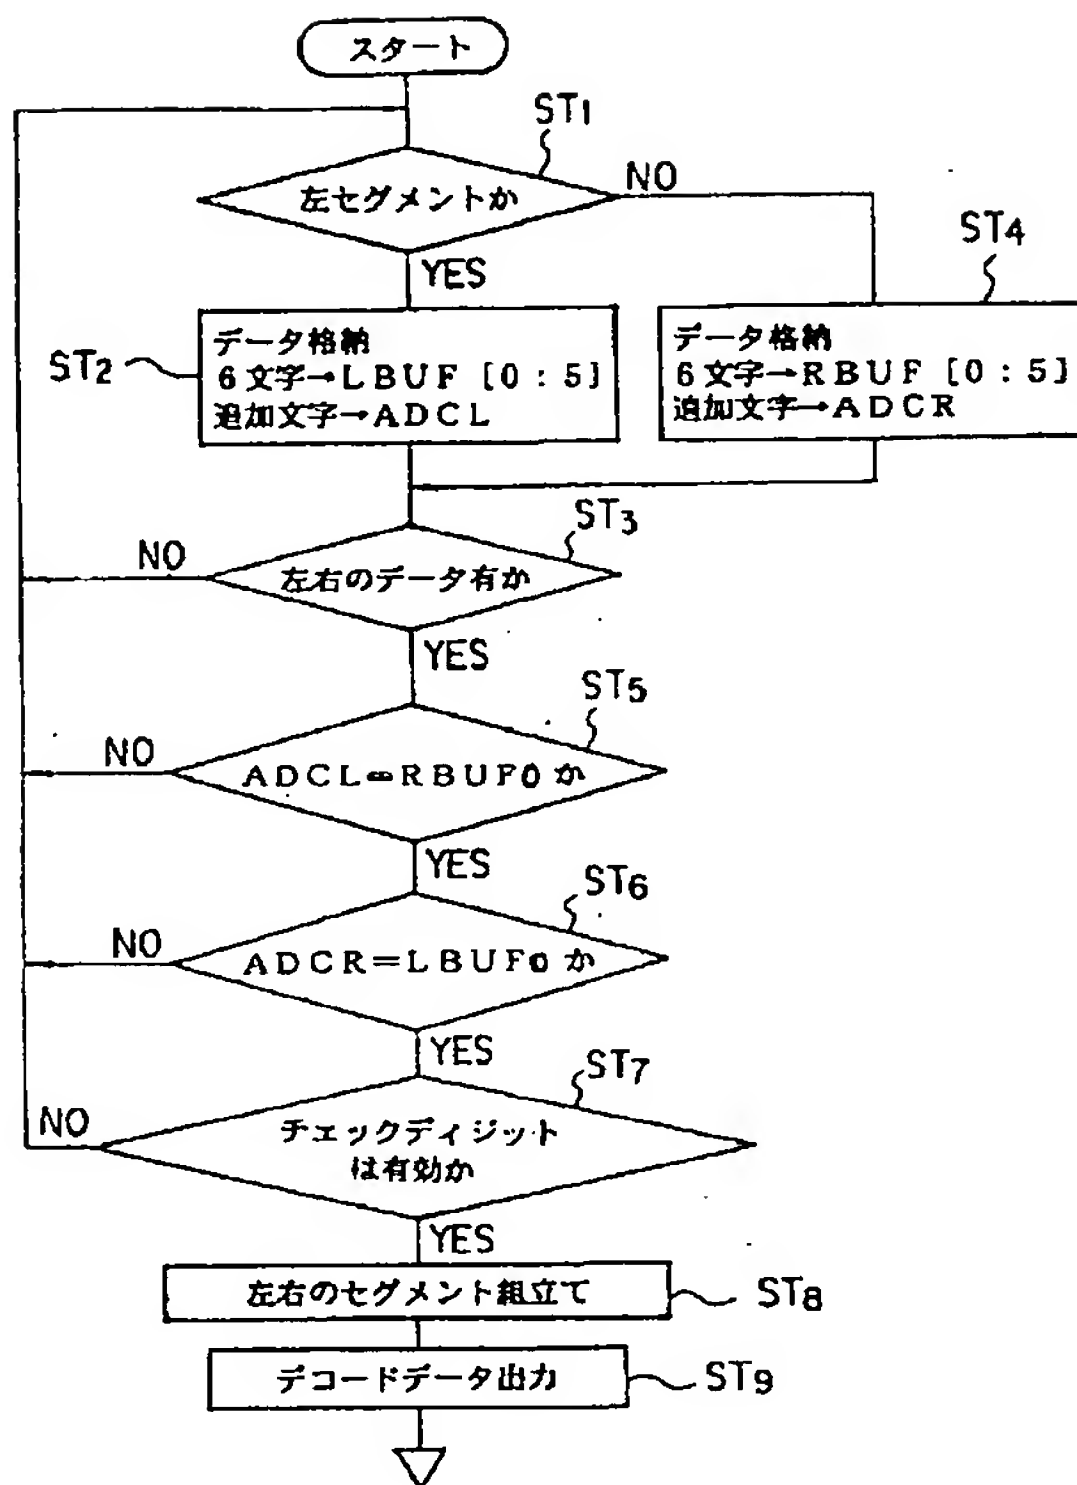 スタート
ST1
左セグメントか
NO
YES
ST4
ST2
データ格納
6文字→LBUF [0:5]
追加文字→ADCL
データ格納
6文字→RBUF [0:5]
追加文字→ADCR
ST3
NO
左右のデータ有か
YES
ST5
NO
ADCL=RBUF0か
YES
ST6
NO
ADCR=LBUF0か
YES
ST7
NO
チェックディジット
は有効か
YES
左右のセグメント組立て
ST8
デコードデータ出力
ST9